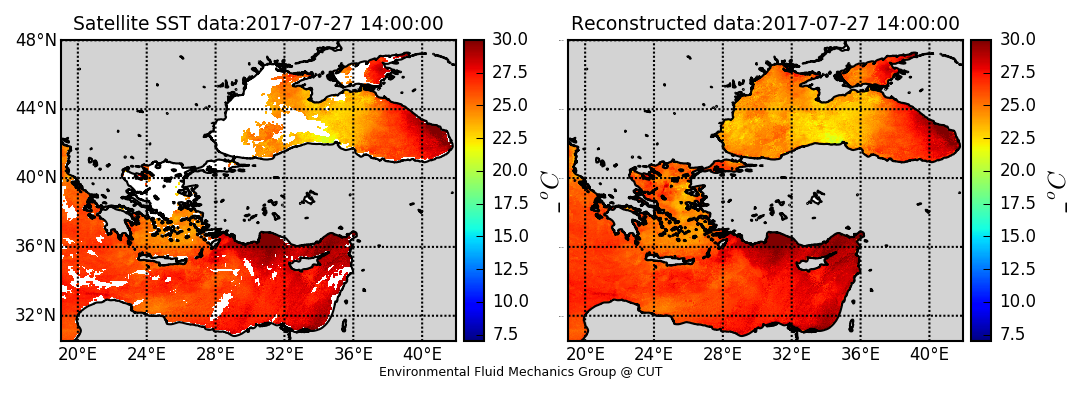 Satellite SST data:2017-07-27 14:00:00
48°N
44°N
40°N
36°N
32°N
20°E 24°E 28°E 32°E 36°E 40°E
30.0
27.5
25.0
22.5
20.0
17.5
15.0
12.5
10.0
7.5
°C
Reconstructed data:2017-07-27 14:00:00
20°E 24°E 28°E 32°E 36°E 40°E
30.0
27.5
25.0
22.5
20.0
17.5
15.0
12.5
10.0
7.5
°C
Environmental Fluid Mechanics Group @ CUT